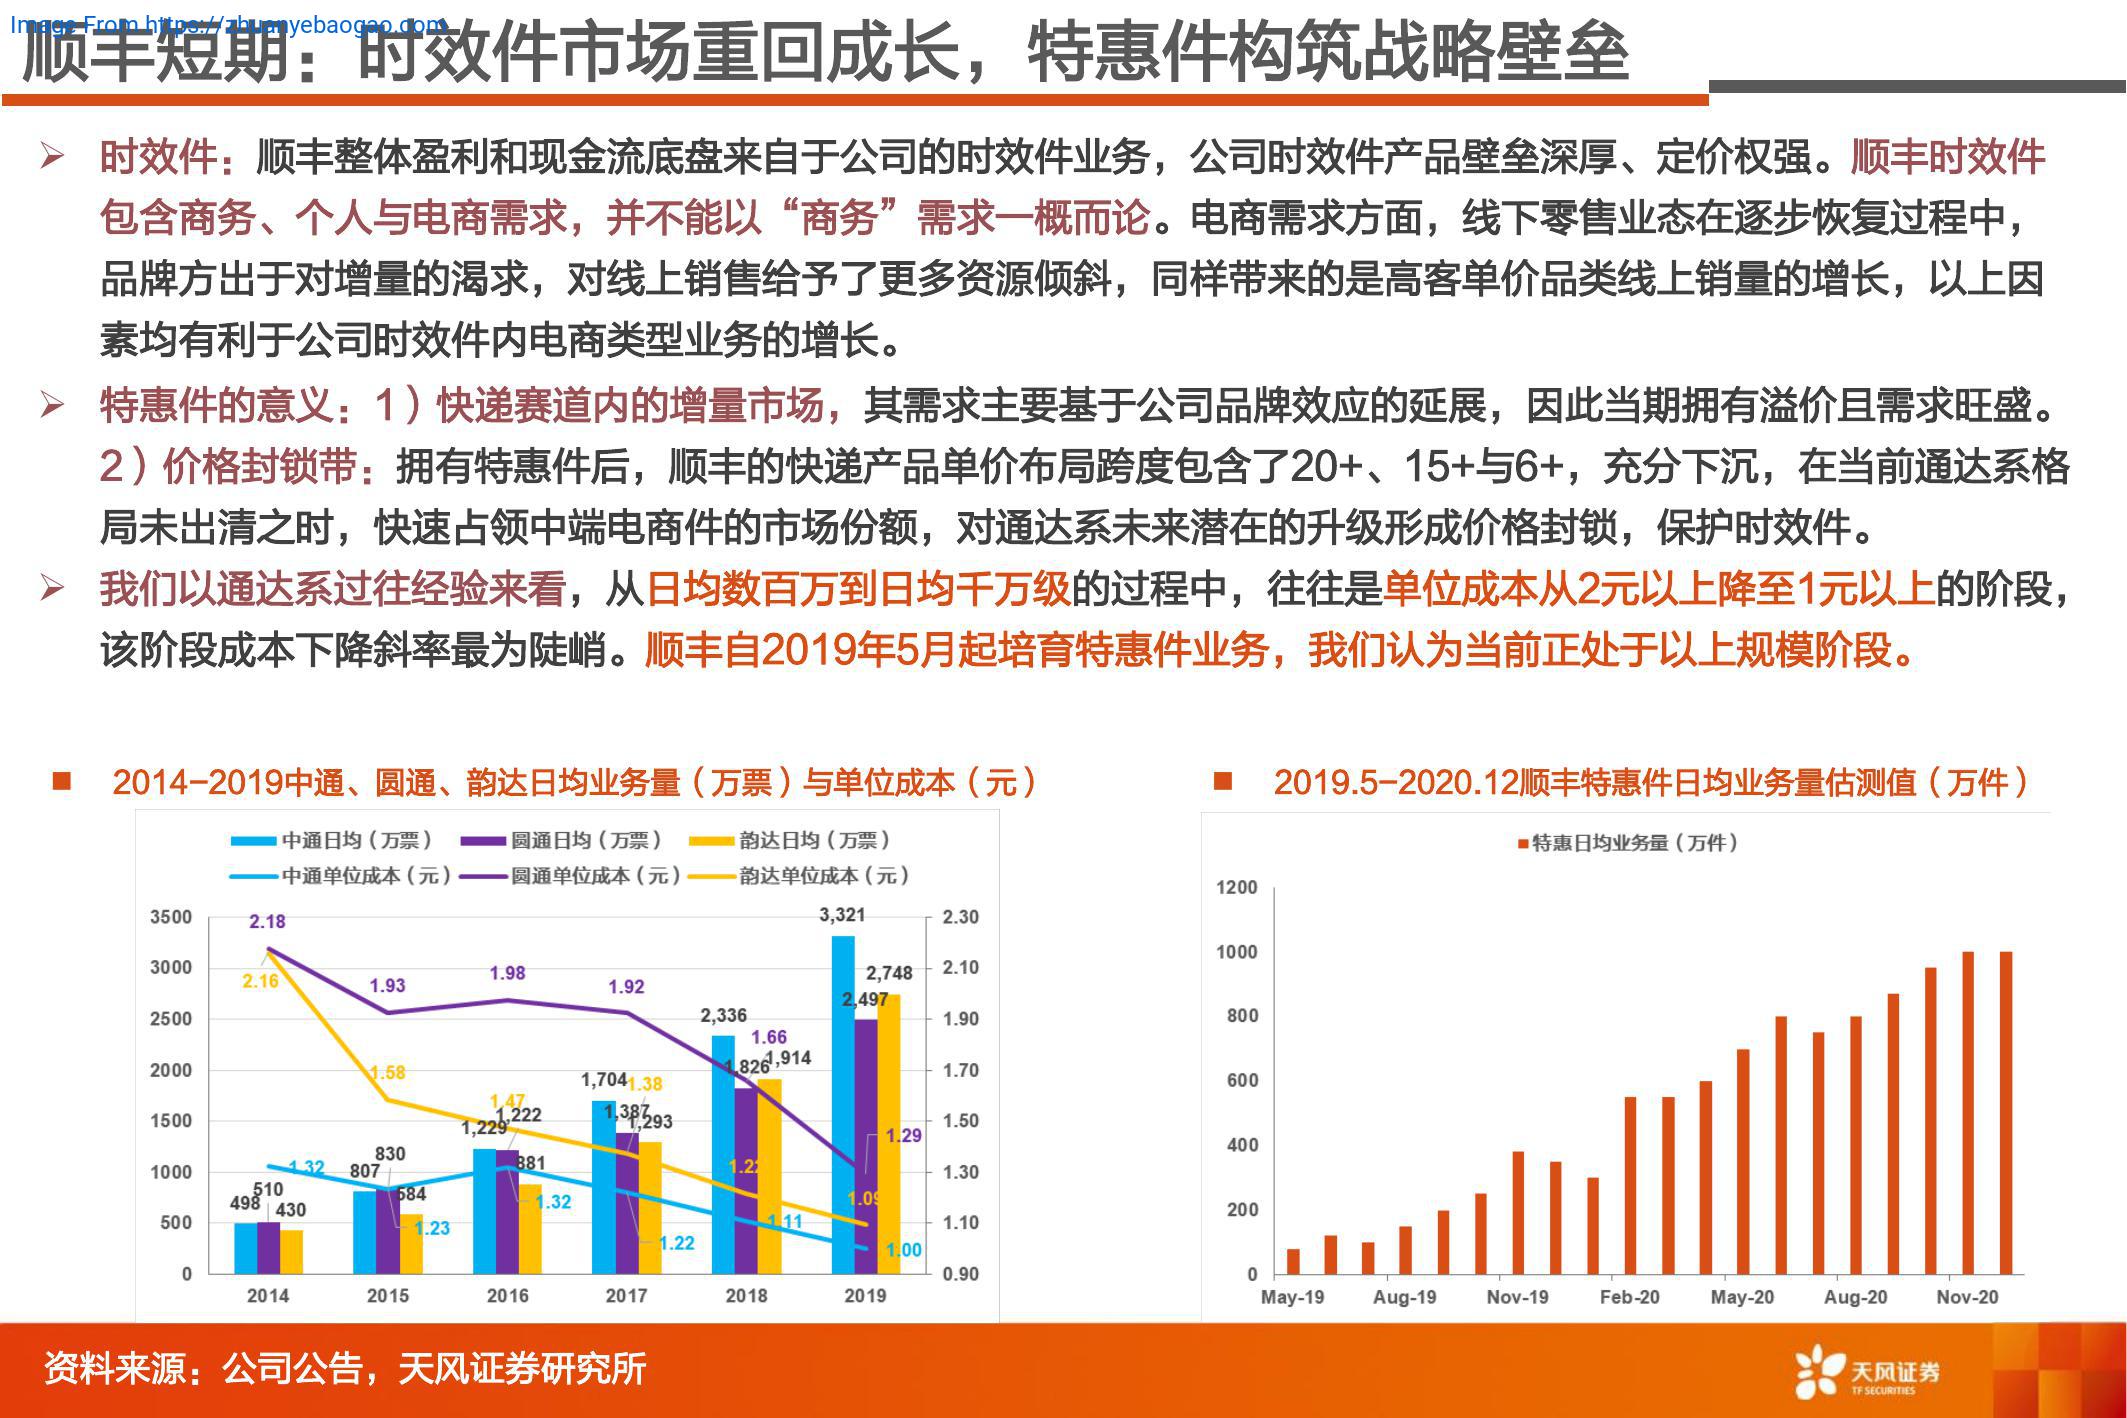 Image From https://zhuanyebaogao.com
顺丰短期：时效件市场重回成长，特惠件构筑战略壁垒
➢ 时效件：顺丰整体盈利和现金流底盘来自于公司的时效件业务，公司时效件产品壁垒深厚、定价权强。顺丰时效件
包含商务、个人与电商需求，并不能以“商务”需求一概而论。电商需求方面，线下零售业态在逐步恢复过程中，
品牌方出于对增量的渴求，对线上销售给予了更多资源倾斜，同样带来的是高客单价品类线上销量的增长，以上因
素均有利于公司时效件内电商类型业务的增长。
➢ 特惠件的意义：1）快递赛道内的增量市场，其需求主要基于公司品牌效应的延展，因此当期拥有溢价且需求旺盛。
2）价格封锁带：拥有特惠件后，顺丰的快递产品单价布局跨度包含了20+、15+与6+，充分下沉，在当前通达系格
局未出清之时，快速占领中端电商件的市场份额，对通达系未来潜在的升级形成价格封锁，保护时效件。
➢ 我们以通达系过往经验来看，从日均数百万到日均千万级的过程中，往往是单位成本从2元以上降至1元以上的阶段，
该阶段成本下降斜率最为陡峭。顺丰自2019年5月起培育特惠件业务，我们认为当前正处于以上规模阶段。
■ 2014-2019中通、圆通、韵达日均业务量（万票）与单位成本（元）
中通日均（万票） 圆通日均（万票） 韵达日均（万票）
中通单位成本（元） 圆通单位成本（元） 韵达单位成本（元）
3500
3000
2500
2000
1500
1000
500
0
2.30
2.10
1.90
1.70
1.50
1.30
1.10
0.90
2.18
1.93
1.98
1.92
1.66
1.29
2.16
1.58
1.47
1.38
1.22
1.09
1.32
1.23
1.32
1.22
1.11
1.00
498 510 430
807 830 584
1,229 1,222 881
1,704 1,387 1,293
2,336 1,826 1,914
3,321 2,497 2,748
2014 2015 2016 2017 2018 2019
■ 2019.5-2020.12顺丰特惠件日均业务量估测值（万件）
特惠日均业务量（万件）
1200
1000
800
600
400
200
0
May-19 Aug-19 Nov-19 Feb-20 May-20 Aug-20 Nov-20
资料来源：公司公告，天风证券研究所
天风证券
TF SECURITIES